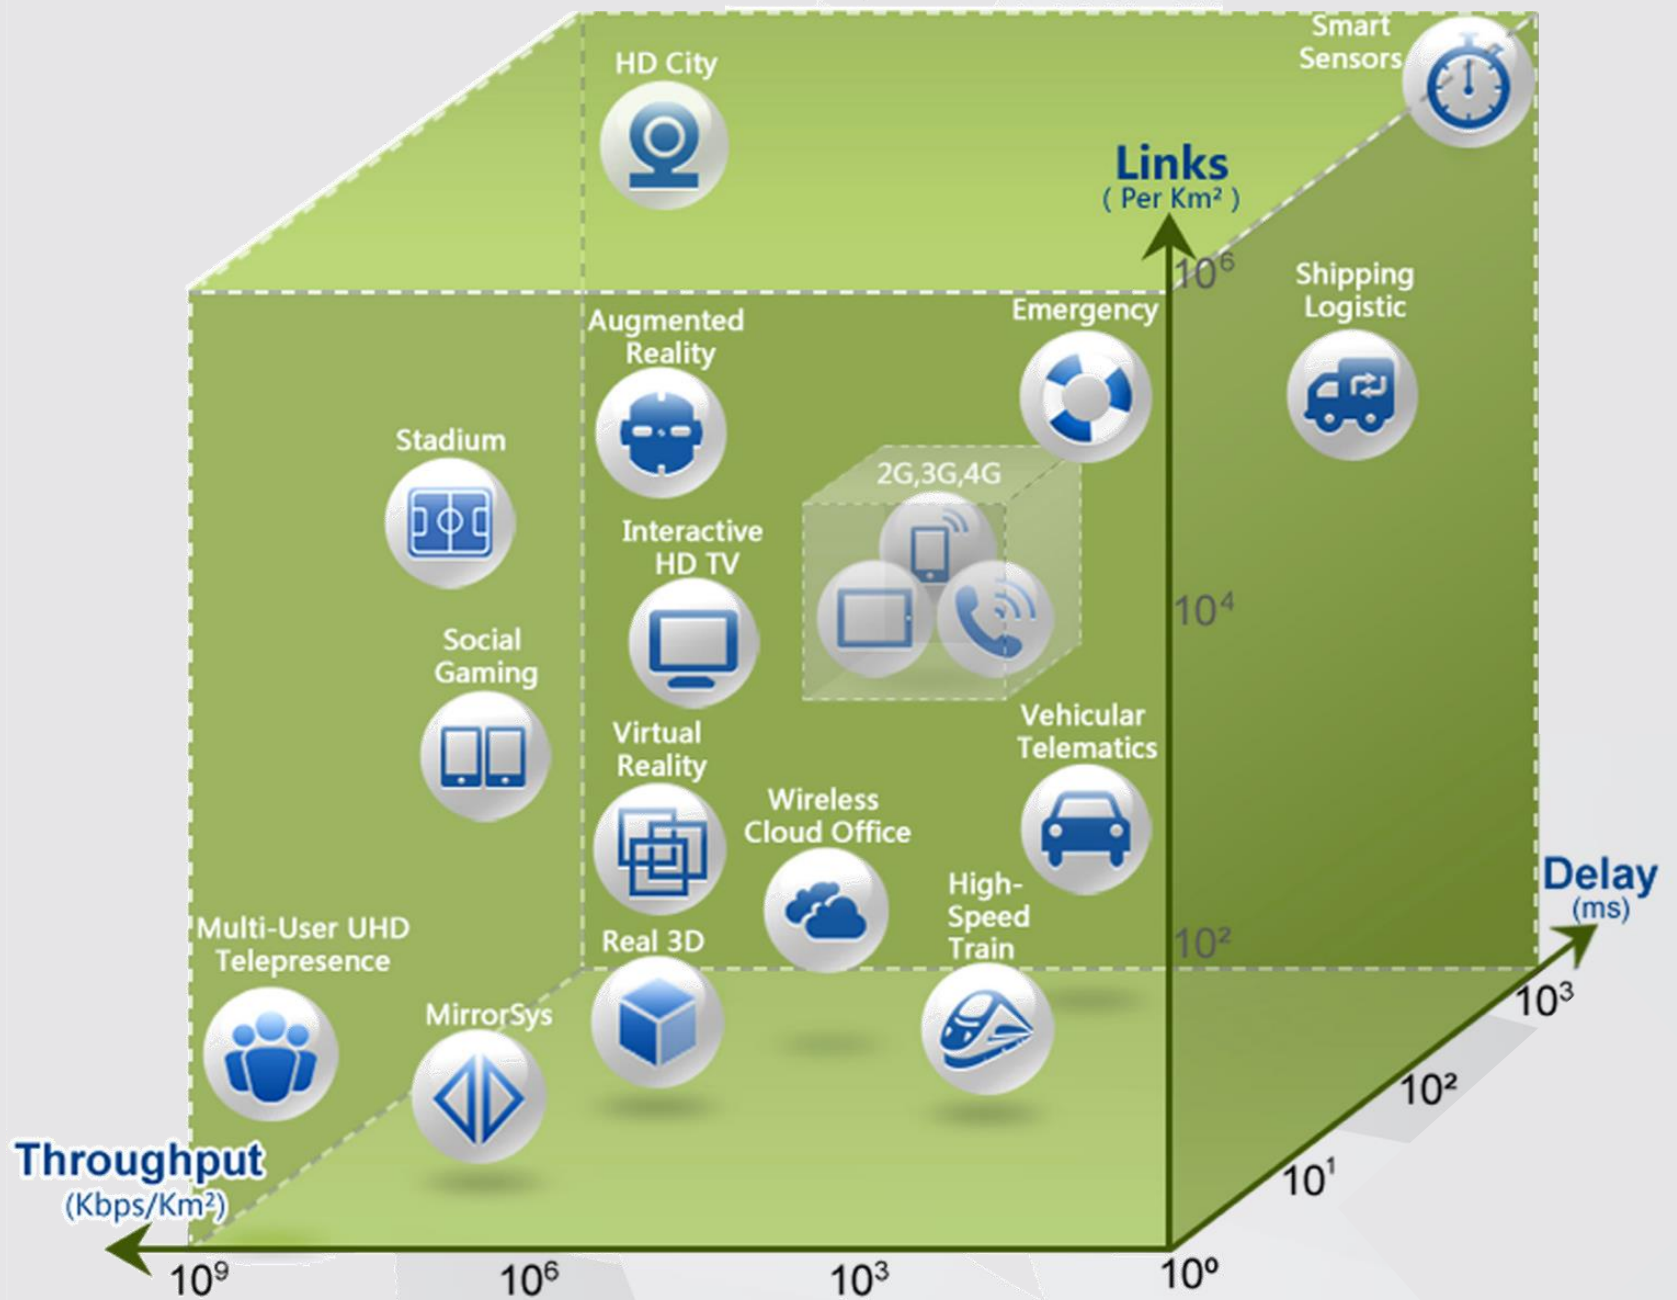 Smart
Sensors
HD City
Links
( Per Km² )
10⁶
Shipping
Logistic
Emergency
Augmented
Reality
Stadium
2G,3G,4G
Interactive
HD TV
10⁴
Social
Gaming
Vehicular
Telematics
Virtual
Reality
Wireless
Cloud Office
High-
Speed
Train
Delay
(ms)
Multi-User UHD
Telepresence
Real 3D
10²
10³
MirrorSys
10²
Throughput
(Kbps/Km²)
10¹
10⁹
10⁶
10³
10⁰